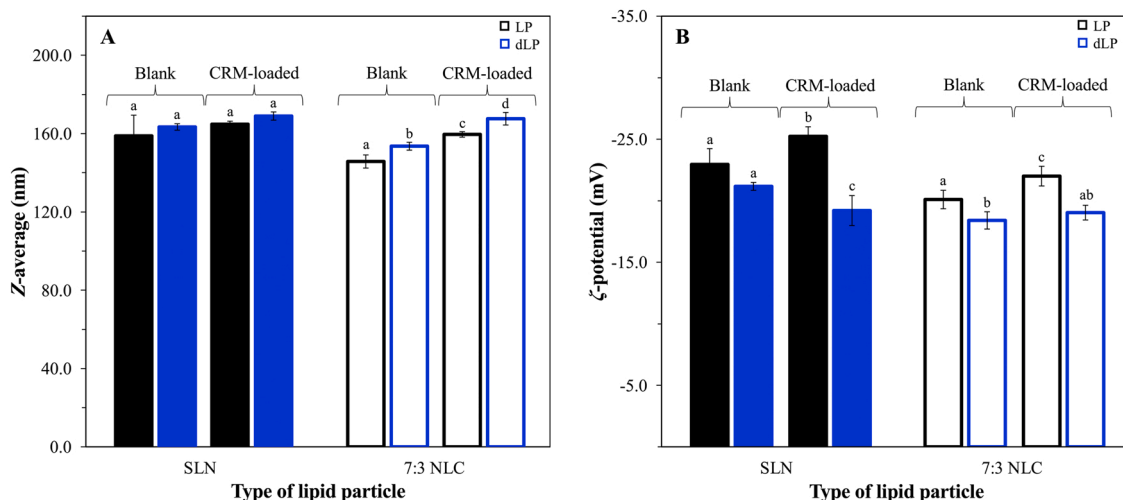 A
LP
dLP
Blank
CRM-loaded
Blank
CRM-loaded
a
a
a
a
a
b
c
d
220.0
200.0
160.0
120.0
80.0
40.0
0.0
Z-average (nm)
SLN
7:3 NLC
Type of lipid particle
B
LP
dLP
Blank
CRM-loaded
Blank
CRM-loaded
a
a
b
c
a
b
c
ab
-35.0
-25.0
-15.0
-5.0
ζ-potential (mV)
SLN
7:3 NLC
Type of lipid particle